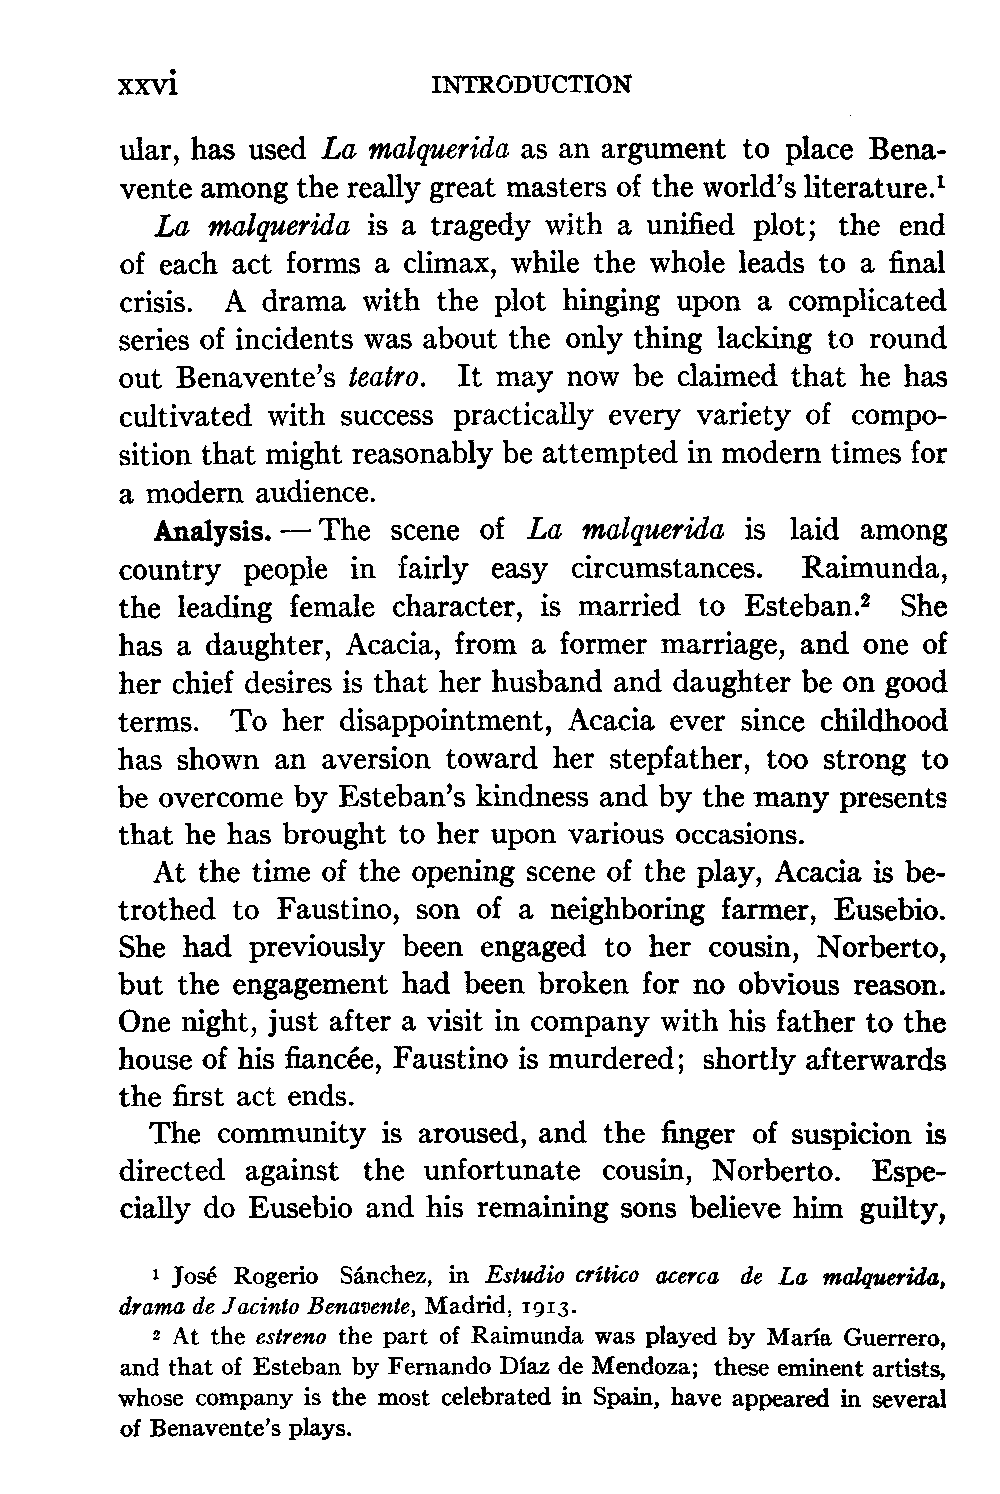 xxvi INTRODUCTION
ular, has used La malquerida as an argument to place Bena-
vente among the really great masters of the world's literature.¹
La malquerida is a tragedy with a unified plot; the end
of each act forms a climax, while the whole leads to a final
crisis. A drama with the plot hinging upon a complicated
series of incidents was about the only thing lacking to round
out Benavente's teatro. It may now be claimed that he has
cultivated with success practically every variety of compo-
sition that might reasonably be attempted in modern times for
a modern audience.
Analysis. — The scene of La malquerida is laid among
country people in fairly easy circumstances. Raimunda,
the leading female character, is married to Esteban.² She
has a daughter, Acacia, from a former marriage, and one of
her chief desires is that her husband and daughter be on good
terms. To her disappointment, Acacia ever since childhood
has shown an aversion toward her stepfather, too strong to
be overcome by Esteban's kindness and by the many presents
that he has brought to her upon various occasions.
At the time of the opening scene of the play, Acacia is be-
trothed to Faustino, son of a neighboring farmer, Eusebio.
She had previously been engaged to her cousin, Norberto,
but the engagement had been broken for no obvious reason.
One night, just after a visit in company with his father to the
house of his fiancée, Faustino is murdered; shortly afterwards
the first act ends.
The community is aroused, and the finger of suspicion is
directed against the unfortunate cousin, Norberto. Espe-
cially do Eusebio and his remaining sons believe him guilty,
¹ José Rogerio Sánchez, in Estudio crítico acerca de La malquerida,
drama de Jacinto Benavente, Madrid, 1913.
² At the estreno the part of Raimunda was played by María Guerrero,
and that of Esteban by Fernando Díaz de Mendoza; these eminent artists,
whose company is the most celebrated in Spain, have appeared in several
of Benavente's plays.